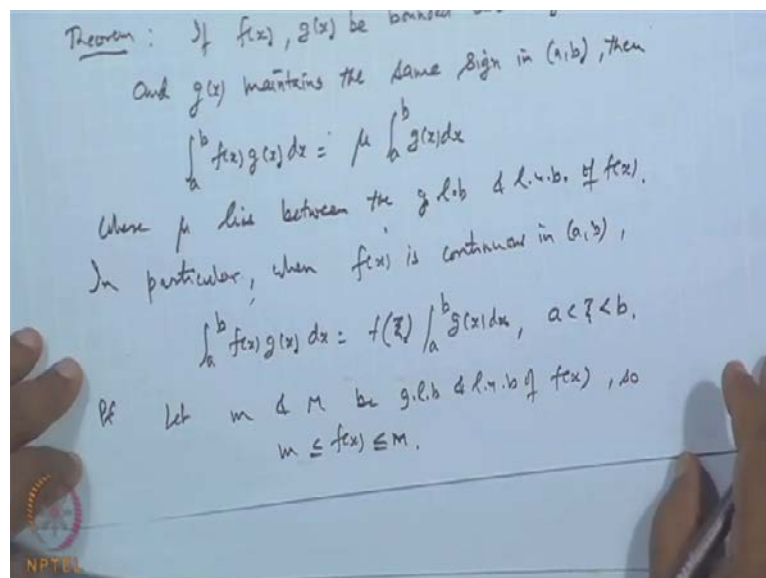 Theorem : If f(x), g(x) be
and g(x) maintains the same sign in (a,b), then
∫_a^b f(x) g(x) dx = μ ∫_a^b g(x) dx
where μ lies between the g.l.b & l.u.b. of f(x).
In particular, when f(x) is continuous in (a,b),
∫_a^b f(x) g(x) dx = f(ξ) ∫_a^b g(x) dx, a < ξ < b.
Pf Let m & M be g.l.b & l.u.b of f(x), so
m ≤ f(x) ≤ M.
NPTEL